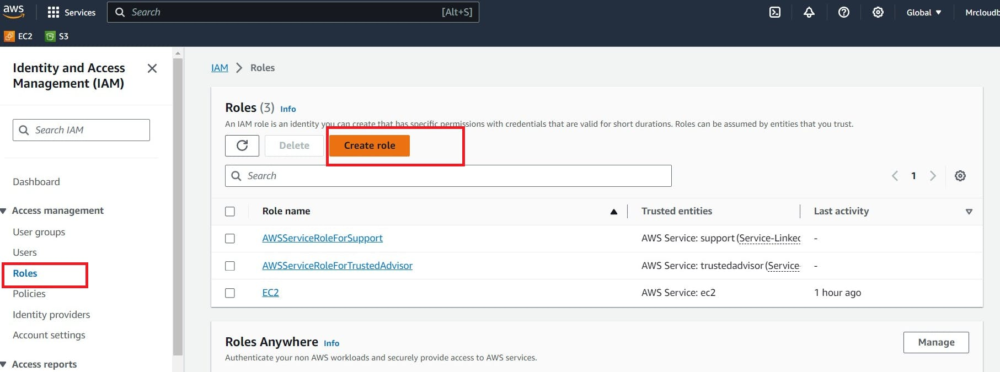 aws
Services
Search
[Alt+S]
Global
Mrcloudb
EC2
S3
Identity and Access
Management (IAM)
Search IAM
Dashboard
Access management
User groups
Users
Roles
Policies
Identity providers
Account settings
Access reports
IAM
Roles
Roles (3) Info
An IAM role is an identity you can create that has specific permissions with credentials that are valid for short durations. Roles can be assumed by entities that you trust.
Delete
Create role
Search
1
Role name Trusted entities Last activity
AWSServiceRoleForSupport AWS Service: support (Service-Linked -
AWSServiceRoleForTrustedAdvisor AWS Service: trustedadvisor (Service- -
EC2 AWS Service: ec2 1 hour ago
Roles Anywhere Info
Manage
Authenticate your non AWS workloads and securely provide access to AWS services.